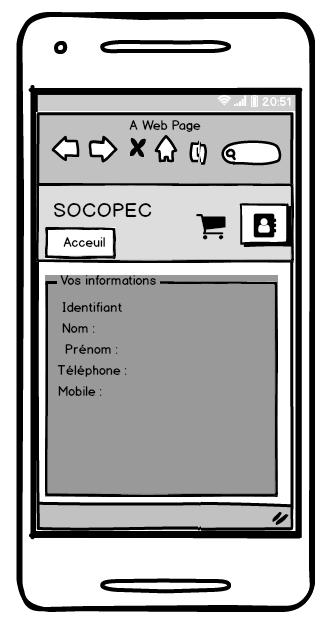 20:51
A Web Page
SOCOPEC
Acceuil
Vos informations
Identifiant
Nom :
Prénom :
Téléphone :
Mobile :